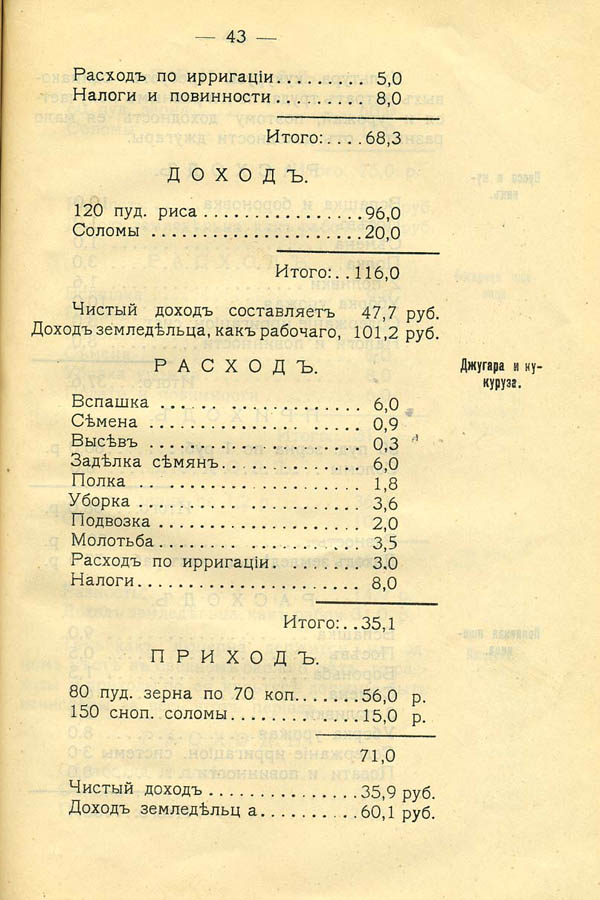 — 43 —
Расходъ по ирригаціи.......... 5,0
Налоги и повинности........... 8,0
Итого:.... 68,3
ДОХОДЪ.
120 пуд. риса.................. 96,0
Соломы........................ 20,0
Итого:.. 116,0
Чистый доходъ составляетъ 47,7 руб.
Доходъ земледѣльца, какъ рабочаго, 101,2 руб.
РАСХОДЪ.
Джугара и ку-
куруза.
Вспашка ...................... 6,0
Сѣмена ....................... 0,9
Высѣвъ ....................... 0,3
Задѣлка сѣмянъ................ 6,0
Полка ........................ 1,8
Уборка ....................... 3,6
Подвозка ..................... 2,0
Молотьба...................... 3,5
Расходъ по ирригаціи.......... 3.0
Налоги........................ 8,0
Итого:.. 35,1
ПРИХОДЪ.
80 пуд. зерна по 70 коп....... 56,0 р.
150 сноп. соломы.............. 15,0 р.
71,0
Чистый доходъ................ 35,9 руб.
Доходъ земледѣльц а........... 60,1 руб.